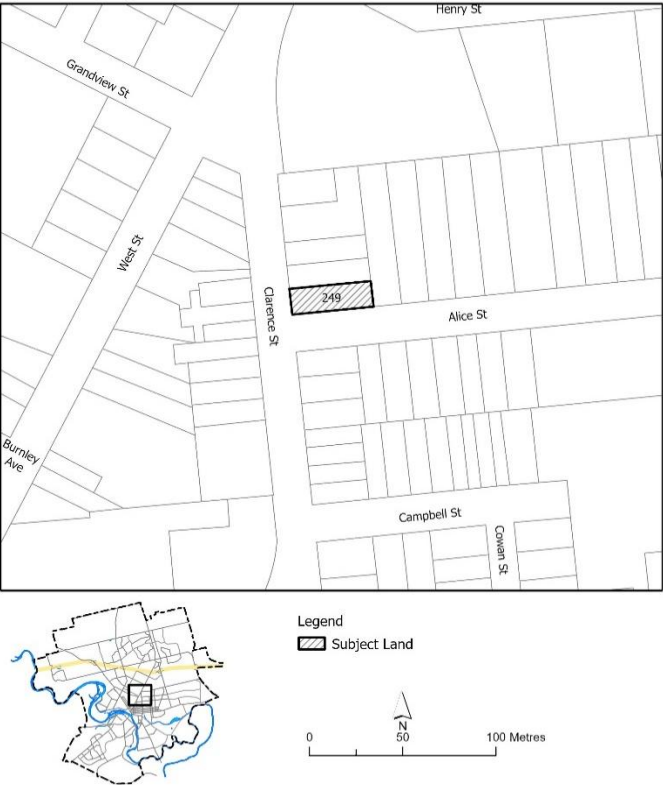 Henry St
Grandview St
West St
249
Clarence St
Alice St
Burnley
Ave
Campbell St
Cowan St
Legend
Subject Land
N
0 50 100 Metres